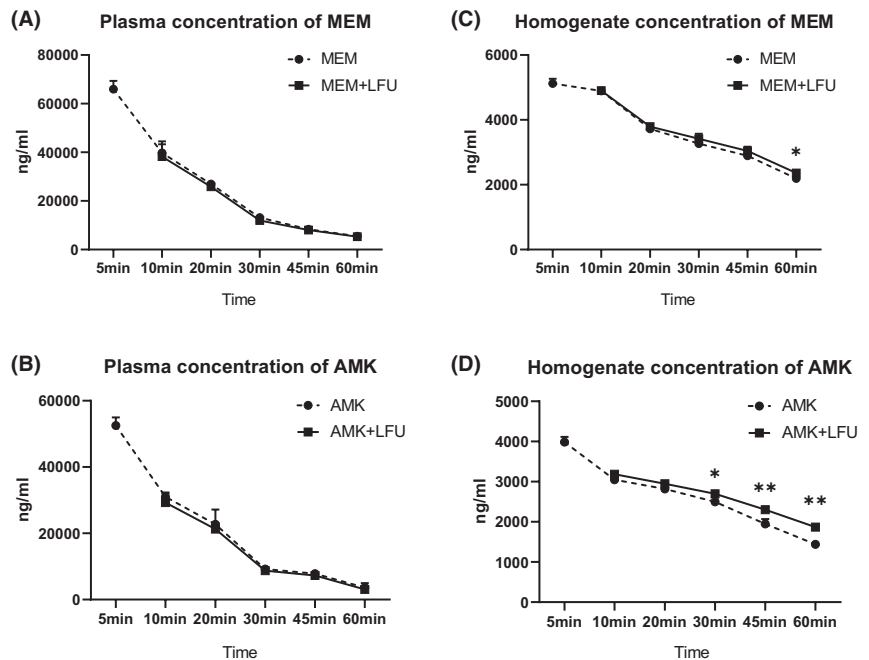 (A) Plasma concentration of MEM
80000
60000
40000
20000
0
ng/ml
MEM
MEM+LFU
5min 10min 20min 30min 45min 60min
Time
(C) Homogenate concentration of MEM
6000
4000
2000
0
ng/ml
MEM
MEM+LFU
*
5min 10min 20min 30min 45min 60min
Time
(B) Plasma concentration of AMK
60000
40000
20000
0
ng/ml
AMK
AMK+LFU
5min 10min 20min 30min 45min 60min
Time
(D) Homogenate concentration of AMK
5000
4000
3000
2000
1000
0
ng/ml
AMK
AMK+LFU
* ** **
5min 10min 20min 30min 45min 60min
Time